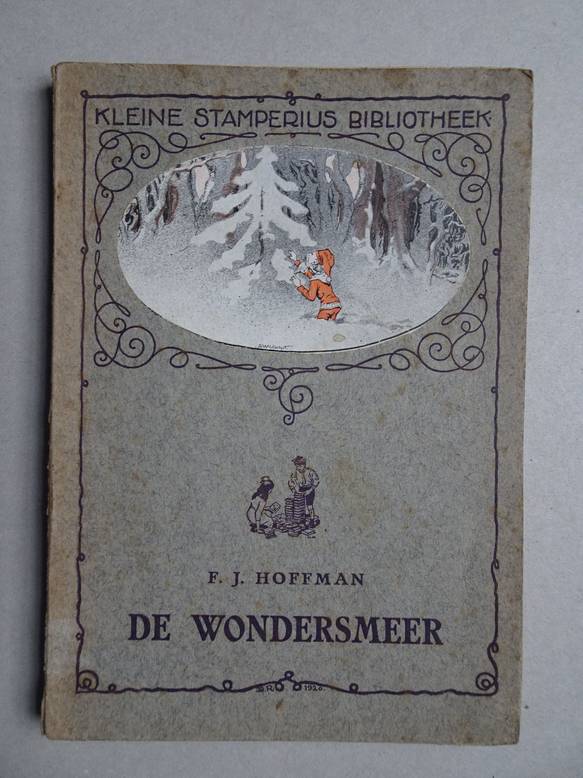 KLEINE STAMPERIUS BIBLIOTHEEK
F. J. HOFFMAN
DE WONDERSMEER